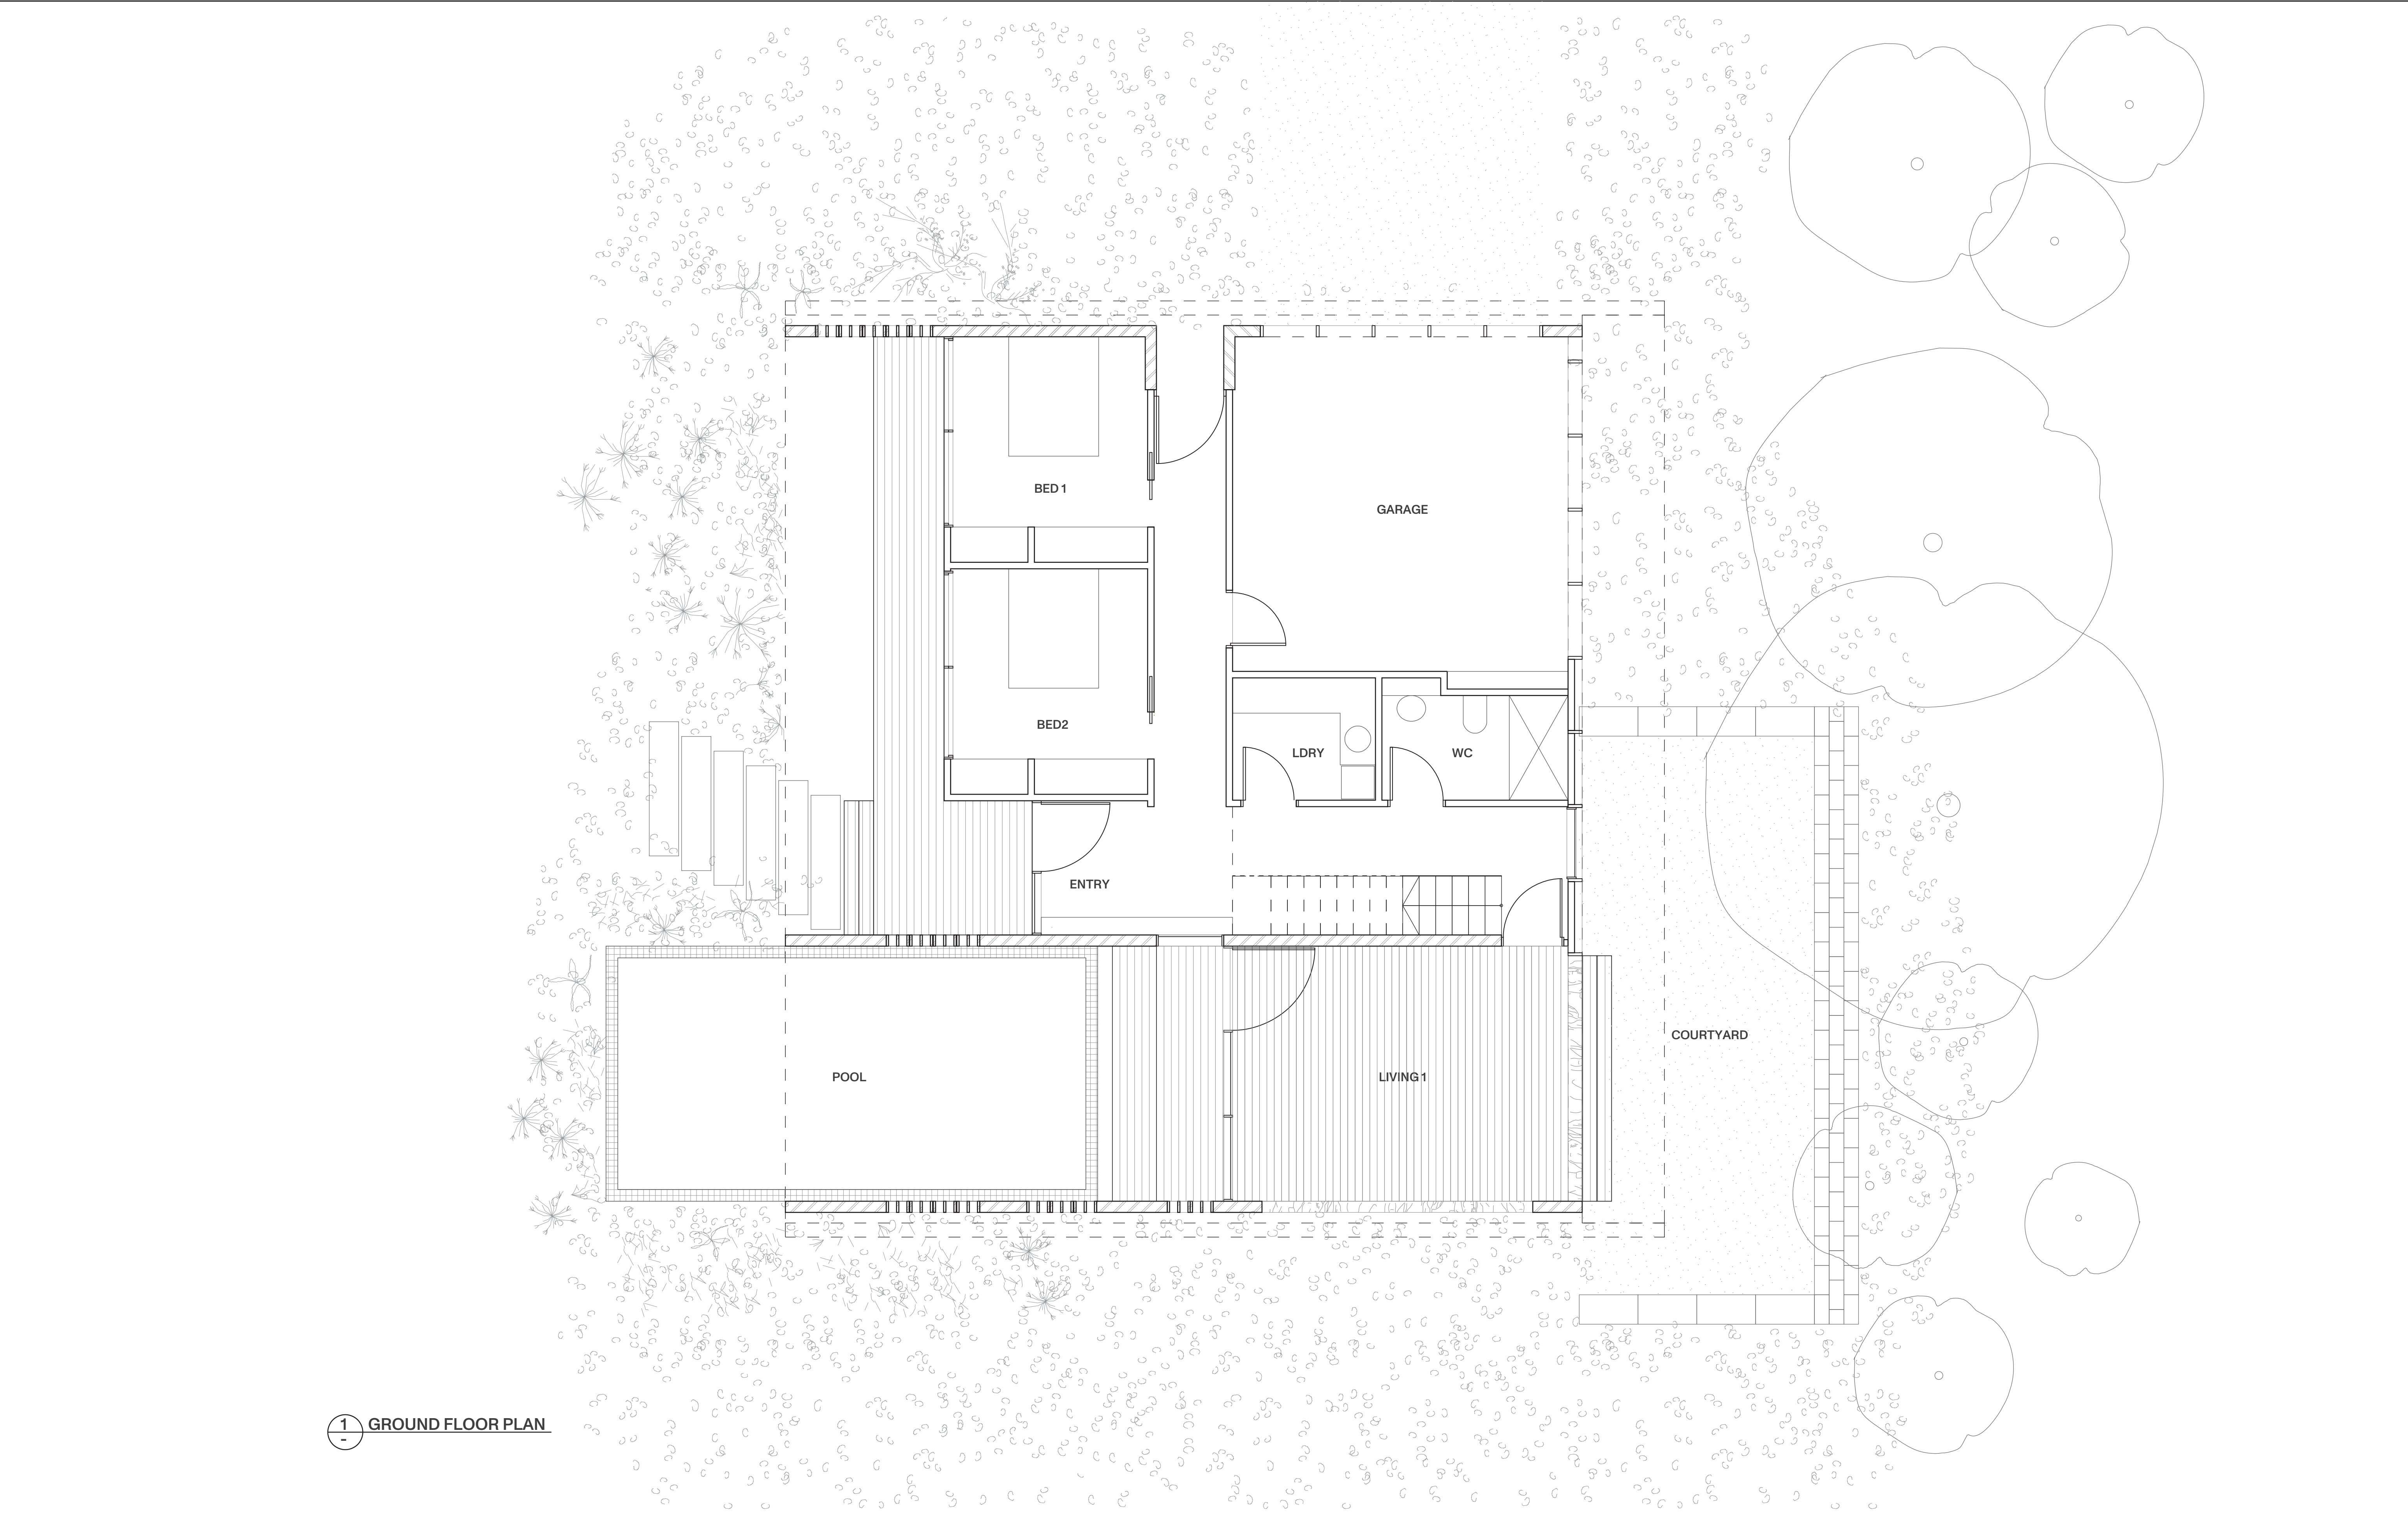 BED 1
GARAGE
BED2
LDRY
WC
ENTRY
COURTYARD
POOL
LIVING 1
1
-
GROUND FLOOR PLAN